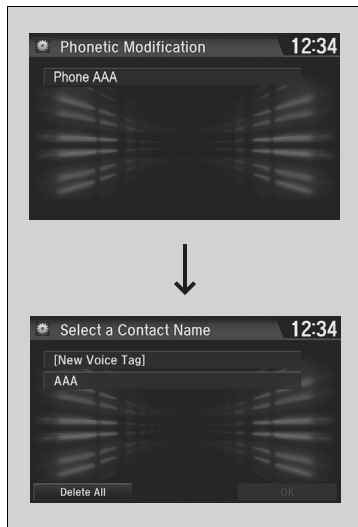 Phonetic Modification 12:34
Phone AAA
Select a Contact Name 12:34
[New Voice Tag]
AAA
Delete All OK